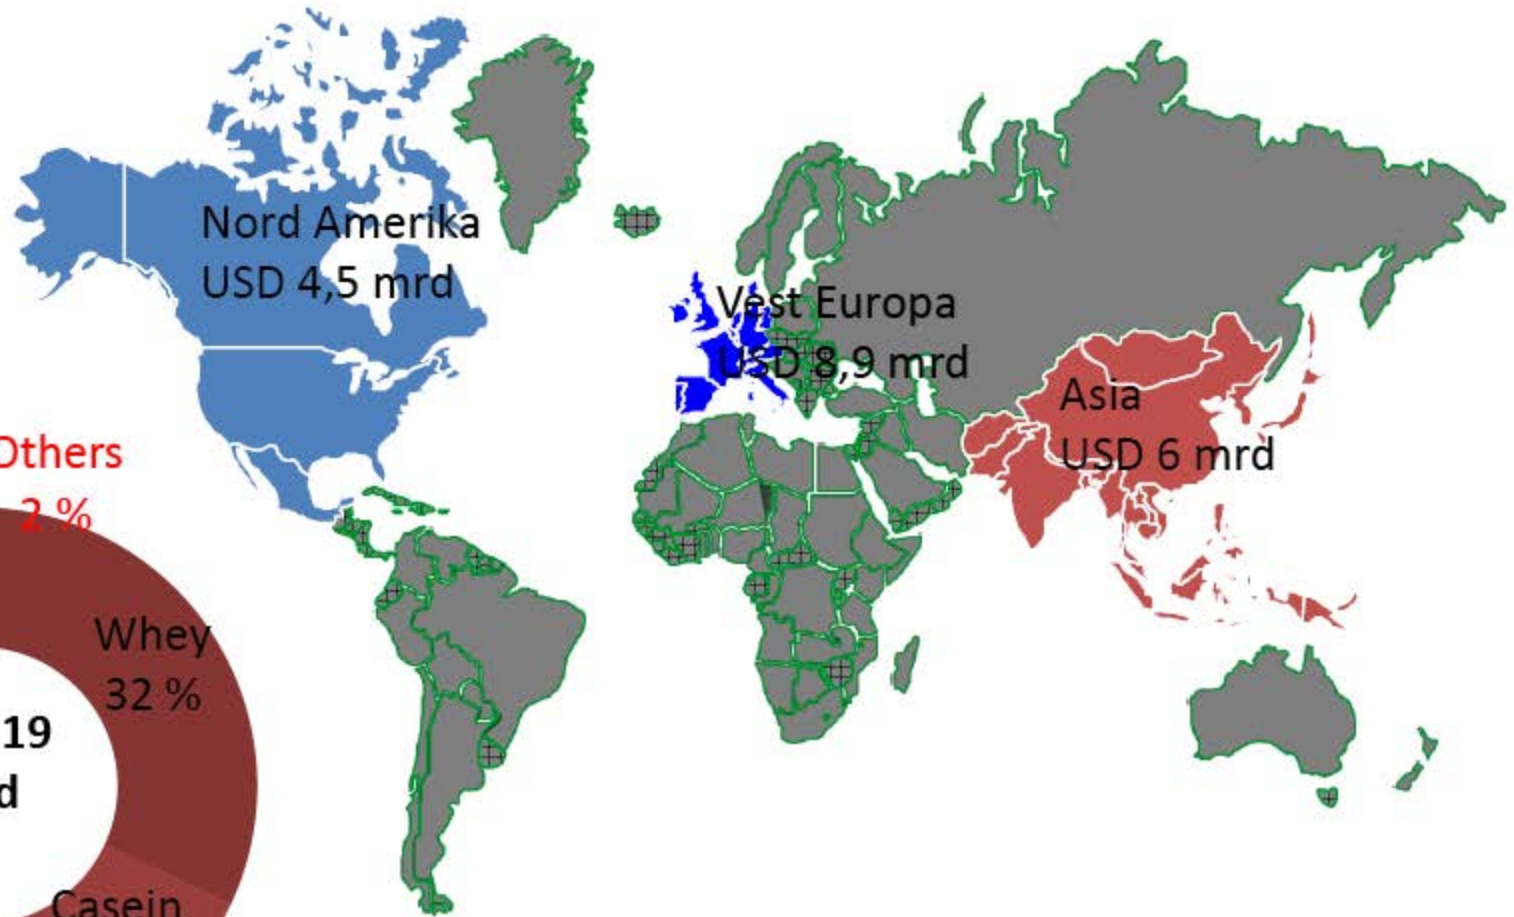 Nord Amerika
USD 4,5 mrd
Vest Europa
USD 8,9 mrd
Asia
USD 6 mrd
Others
2 %
Whey
32 %
19
d
Casein